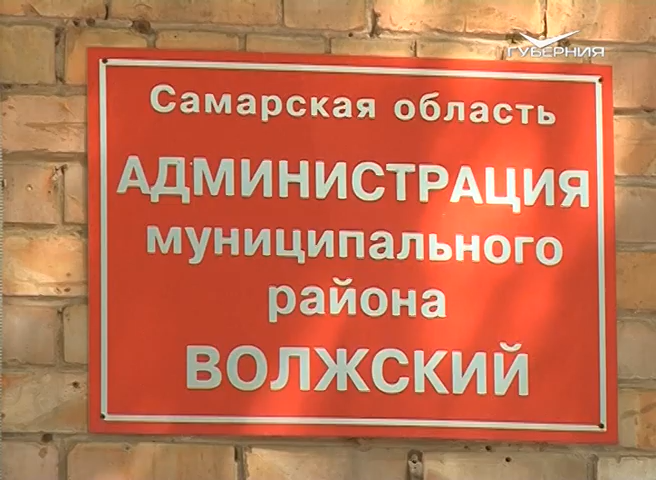 ГУБЕРНИЯ
Самарская область
АДМИНИСТРАЦИЯ
муниципального
района
ВОЛЖСКИЙ